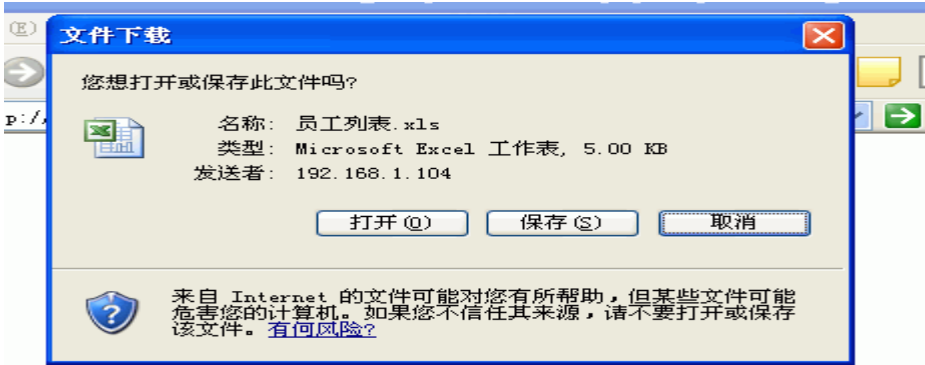 (E)
文件下载
您想打开或保存此文件吗?
p:/
名称: 员工列表.xls
类型: Microsoft Excel 工作表, 5.00 KB
发送者: 192.168.1.104
打开(O) 保存(S) 取消
来自 Internet 的文件可能对您有所帮助，但某些文件可能
危害您的计算机。如果您不信任其来源，请不要打开或保存
该文件。有何风险?